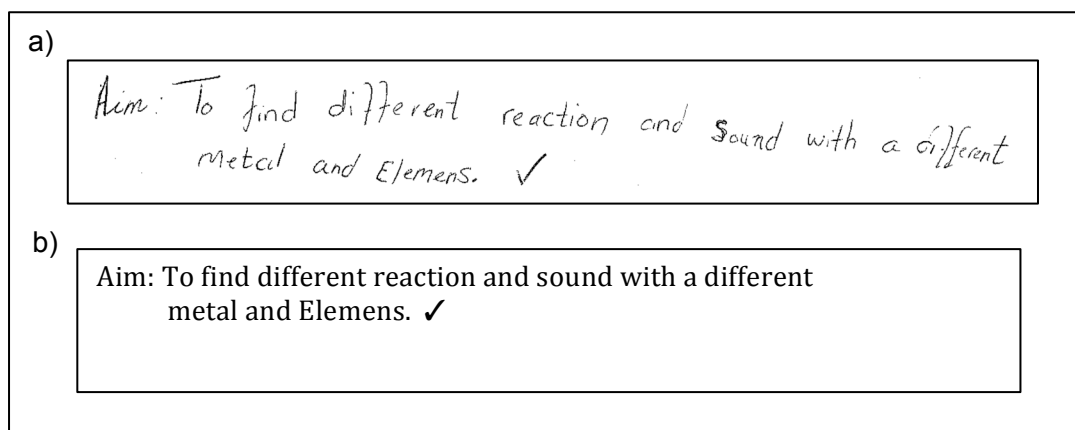 a)
Aim: To find different reaction and sound with a different
metal and Elemens. ✓
b)
Aim: To find different reaction and sound with a different
metal and Elemens. ✓